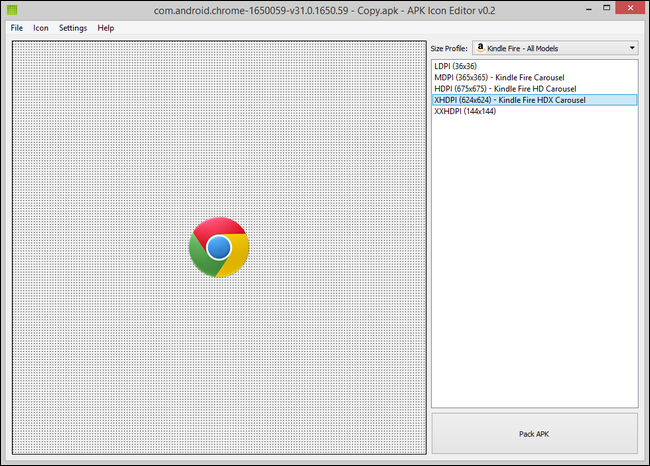 com.android.chrome-1650059-v31.0.1650.59 - Copy.apk - APK Icon Editor v0.2
File Icon Settings Help
Size Profile: Kindle Fire - All Models
LDPI (36x36)
MDPI (365x365) - Kindle Fire Carousel
HDPI (675x675) - Kindle Fire HD Carousel
XHDPI (624x624) - Kindle Fire HDX Carousel
XXHDPI (144x144)
Pack APK